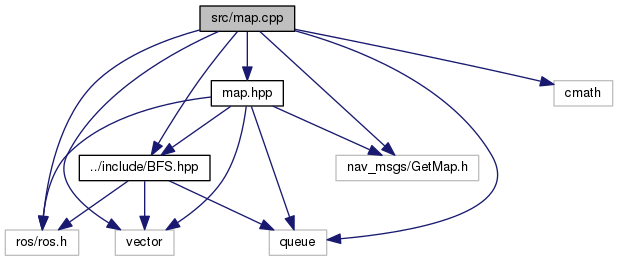 src/map.cpp
map.hpp
cmath
../include/BFS.hpp
nav_msgs/GetMap.h
ros/ros.h
vector
queue